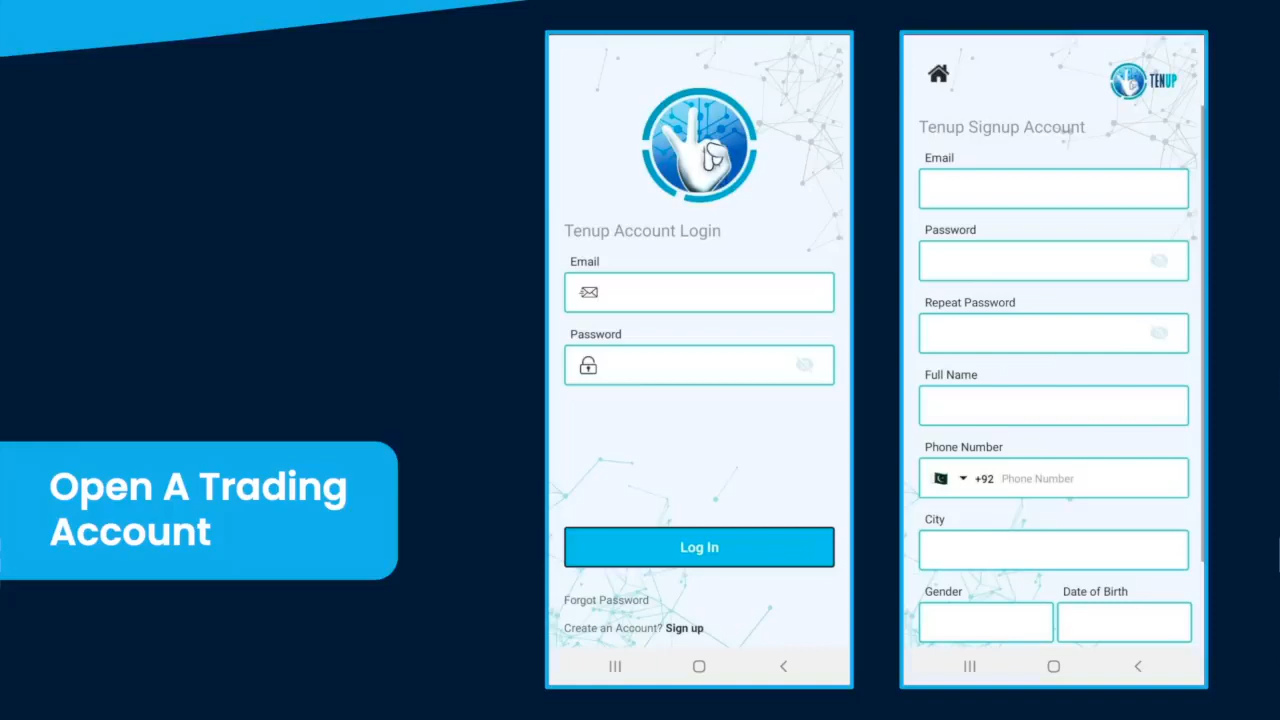 Open A Trading
Account
Tenup Account Login
Email
Password
Log In
Forgot Password
Create an Account? Sign up
TENUP
Tenup Signup Account
Email
Password
Repeat Password
Full Name
Phone Number
+92 Phone Number
City
Gender Date of Birth